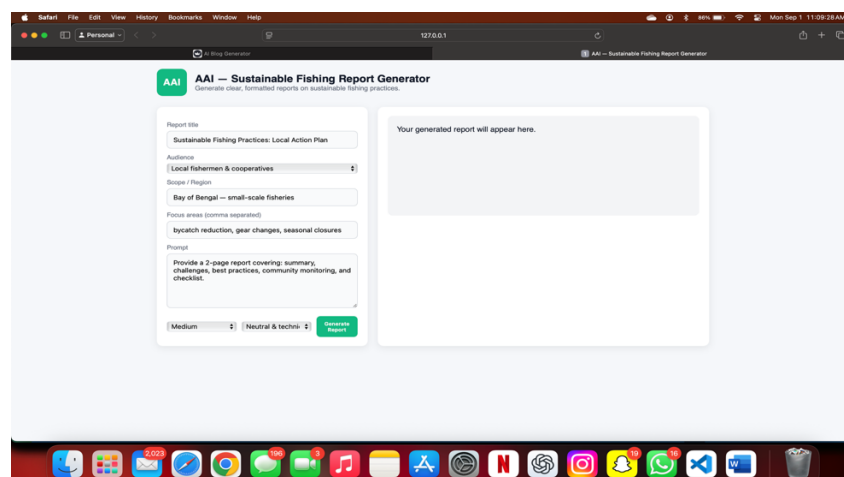 Safari File Edit View History Bookmarks Window Help
86% Mon Sep 1 11:09:28 AM
Personal
127.0.0.1
AI Blog Generator
1 AAI — Sustainable Fishing Report Generator
AAI
AAI — Sustainable Fishing Report Generator
Generate clear, formatted reports on sustainable fishing practices.
Report title
Sustainable Fishing Practices: Local Action Plan
Audience
Local fishermen & cooperatives
Scope / Region
Bay of Bengal — small-scale fisheries
Focus areas (comma separated)
bycatch reduction, gear changes, seasonal closures
Prompt
Provide a 2-page report covering: summary,
challenges, best practices, community monitoring, and
checklist.
Medium
Neutral & techni
Generate
Report
Your generated report will appear here.
2,023
196
3
N
19
16
W